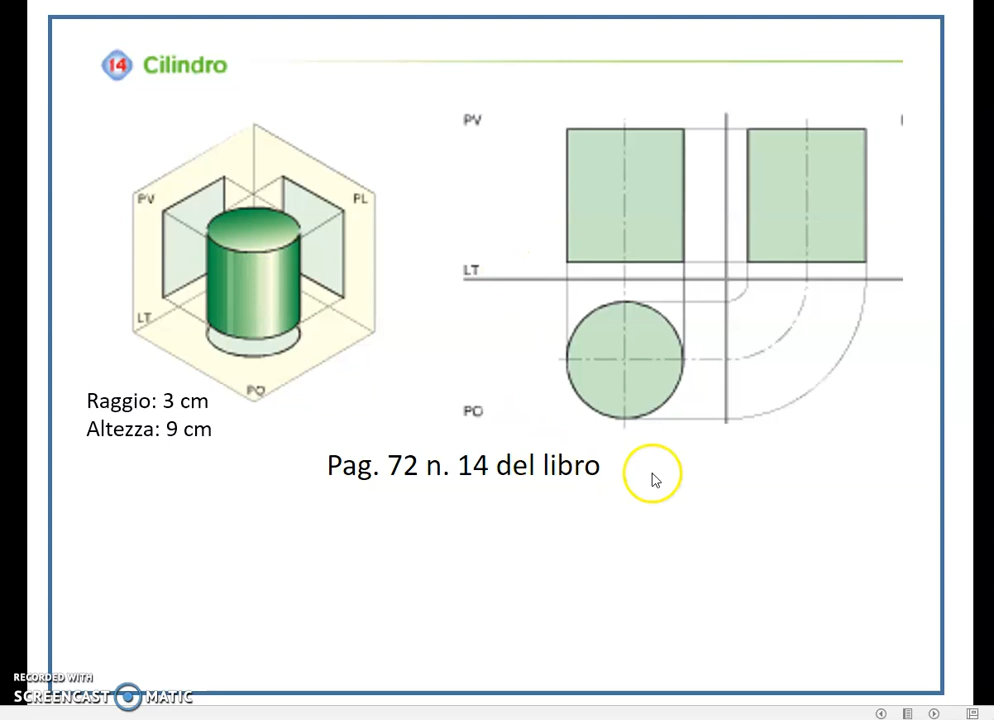 14 Cilindro
PV
PL
LT
PO
PV
LT
PO
Raggio: 3 cm
Altezza: 9 cm
Pag. 72 n. 14 del libro
RECORDED WITH
SCREENCAST MATIC